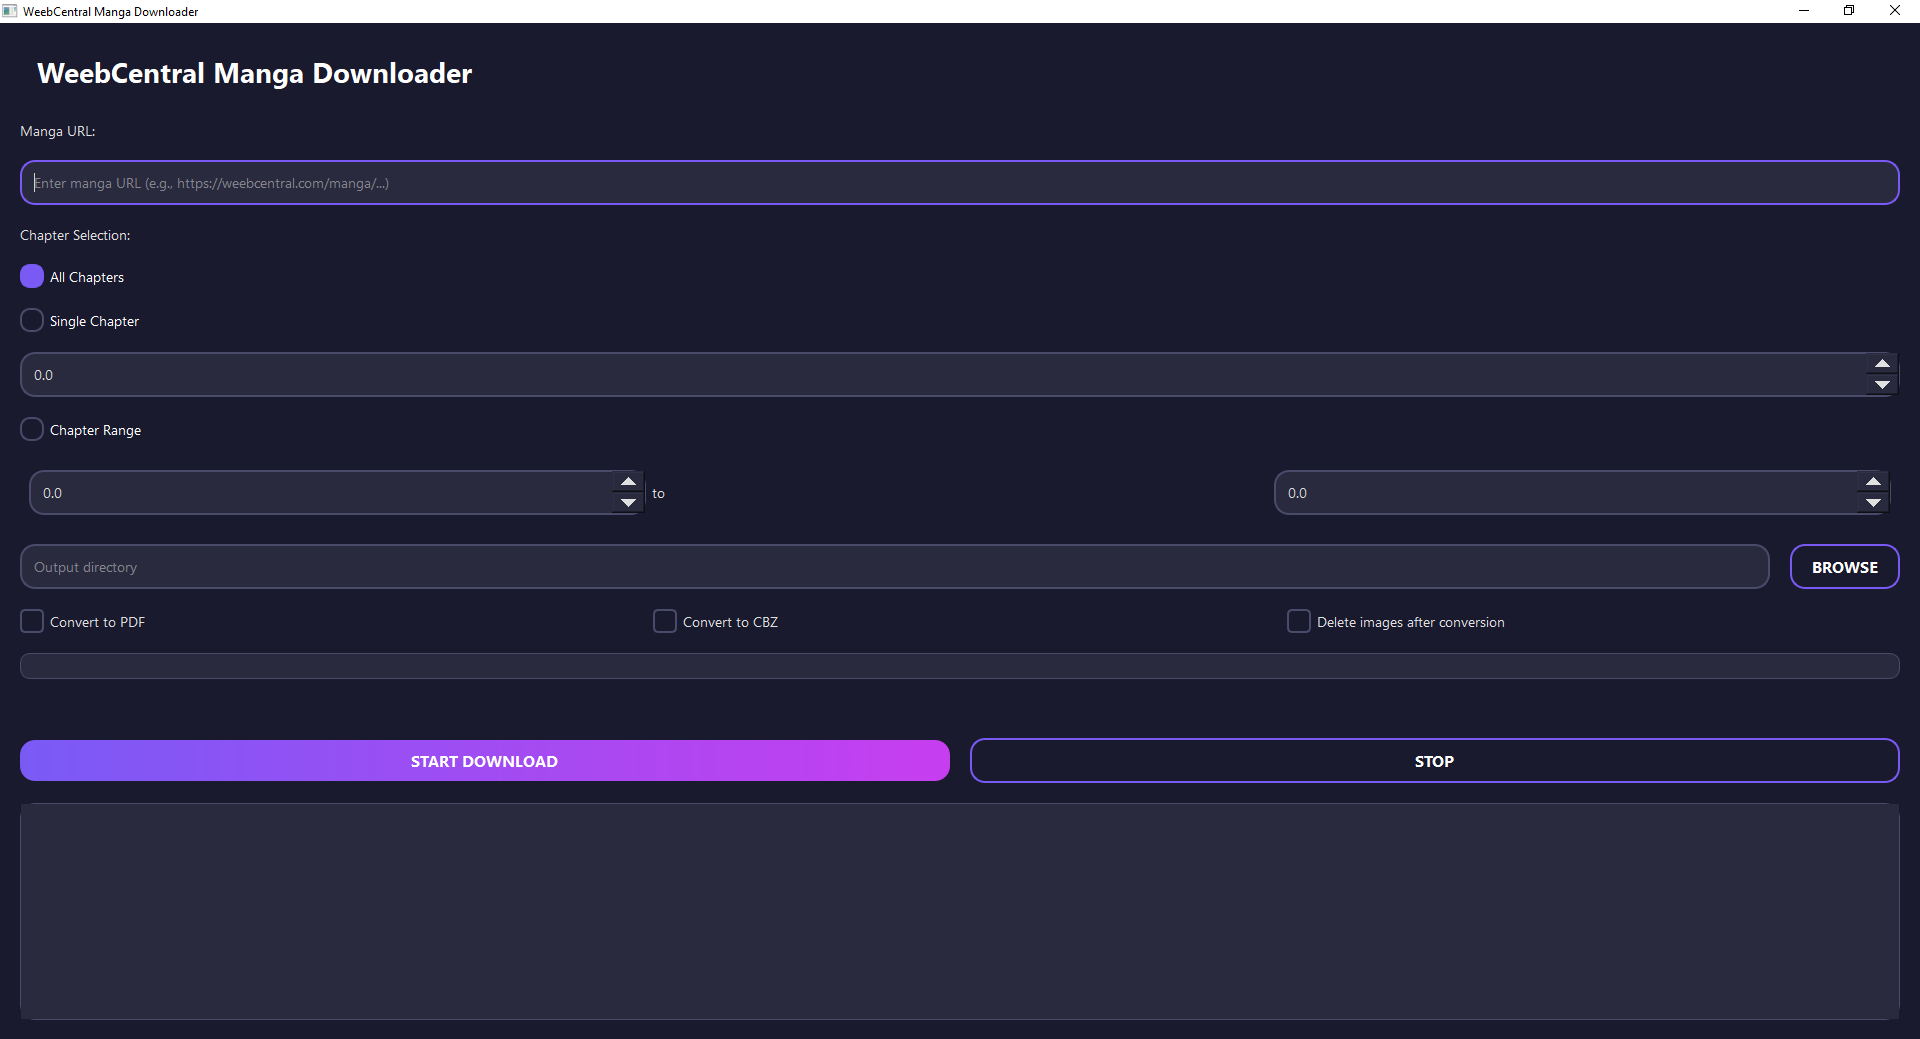 WeebCentral Manga Downloader
WeebCentral Manga Downloader
Manga URL:
Enter manga URL (e.g., https://weebcentral.com/manga/...)
Chapter Selection:
All Chapters
Single Chapter
0.0
Chapter Range
0.0 to 0.0
Output directory BROWSE
Convert to PDF Convert to CBZ Delete images after conversion
START DOWNLOAD STOP